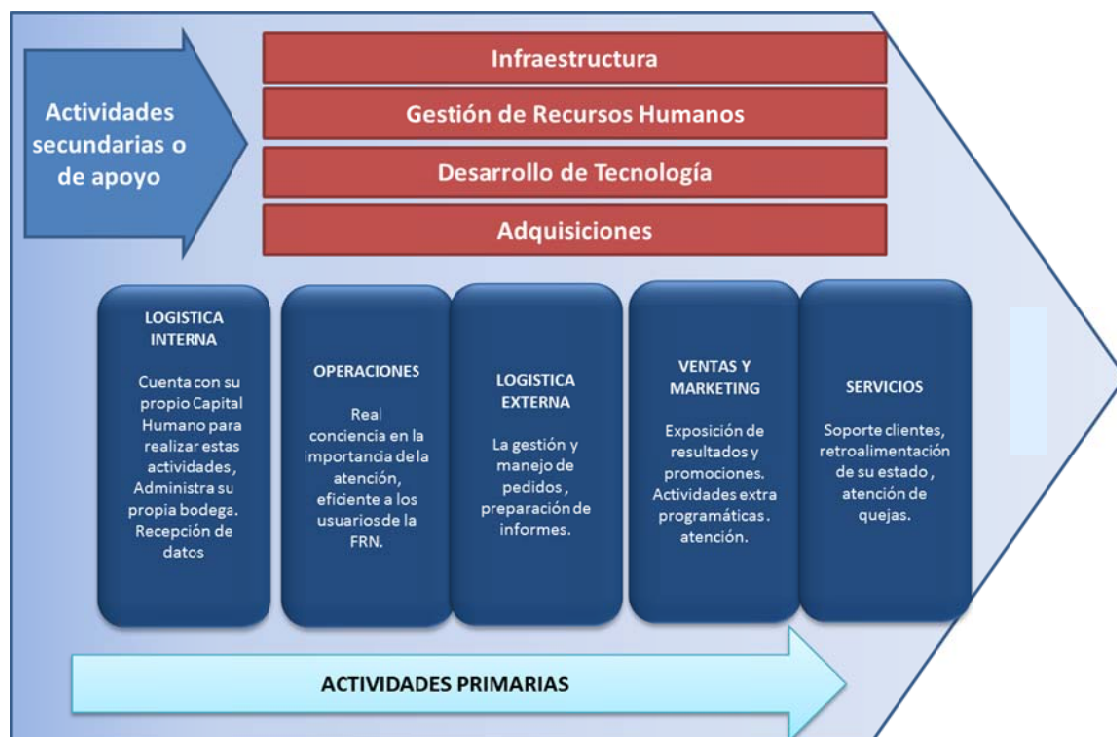 Actividades
secundarias o
de apoyo
Infraestructura
Gestión de Recursos Humanos
Desarrollo de Tecnología
Adquisiciones
LOGISTICA
INTERNA
Cuenta con su
propio Capital
Humano para
realizar estas
actividades,
Administra su
propia bodega.
Recepción de
datos
OPERACIONES
Real
conciencia en la
importancia de la
atención,
eficiente a los
usuarios de la
FRN.
LOGISTICA
EXTERNA
La gestión y
manejo de
pedidos,
preparación de
informes.
VENTAS Y
MARKETING
Exposición de
resultados y
promociones.
Actividades extra
programáticas.
atención.
SERVICIOS
Soporte clientes,
retroalimentación
de su estado,
atención de
quejas.
ACTIVIDADES PRIMARIAS